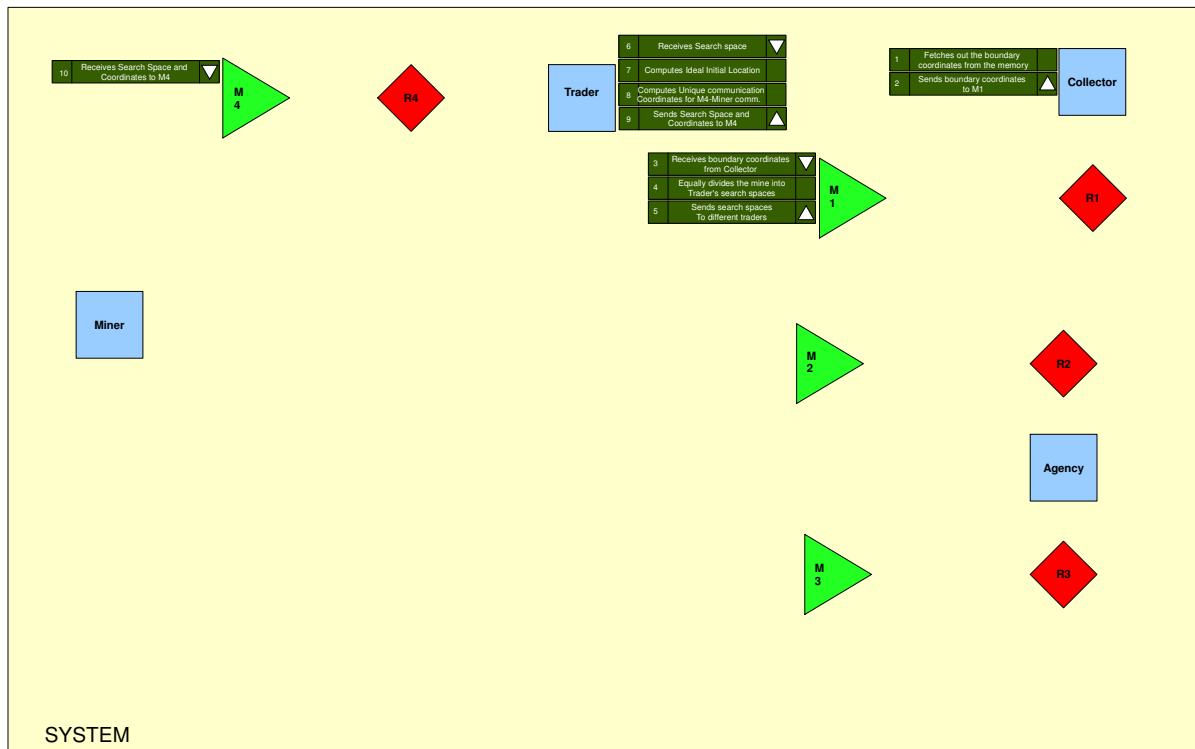 10
Receives Search Space and
Coordinates to M4
M
4
R4
Trader
6
Receives Search space
7
Computes Ideal Initial Location
8
Computes Unique communication
Coordinates for M4-Miner comm.
9
Sends Search Space and
Coordinates to M4
1
Fetches out the boundary
coordinates from the memory
2
Sends boundary coordinates
to M1
Collector
3
Receives boundary coordinates
from Collector
4
Equally divides the mine into
Trader's search spaces
5
Sends search spaces
To different traders
M
1
R1
Miner
M
2
R2
Agency
M
3
R3
SYSTEM